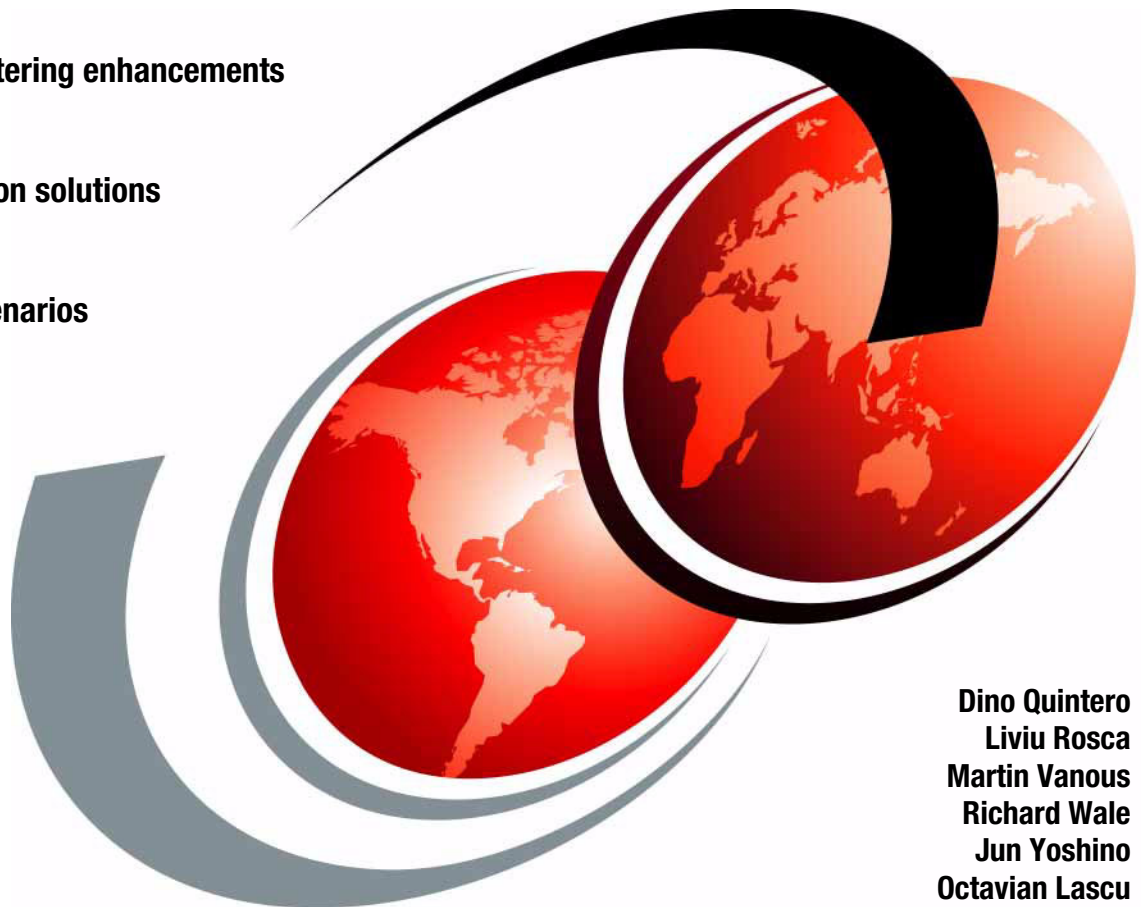 tering enhancements
on solutions
enarios
Dino Quintero
Liviu Rosca
Martin Vanous
Richard Wale
Jun Yoshino
Octavian Lascu